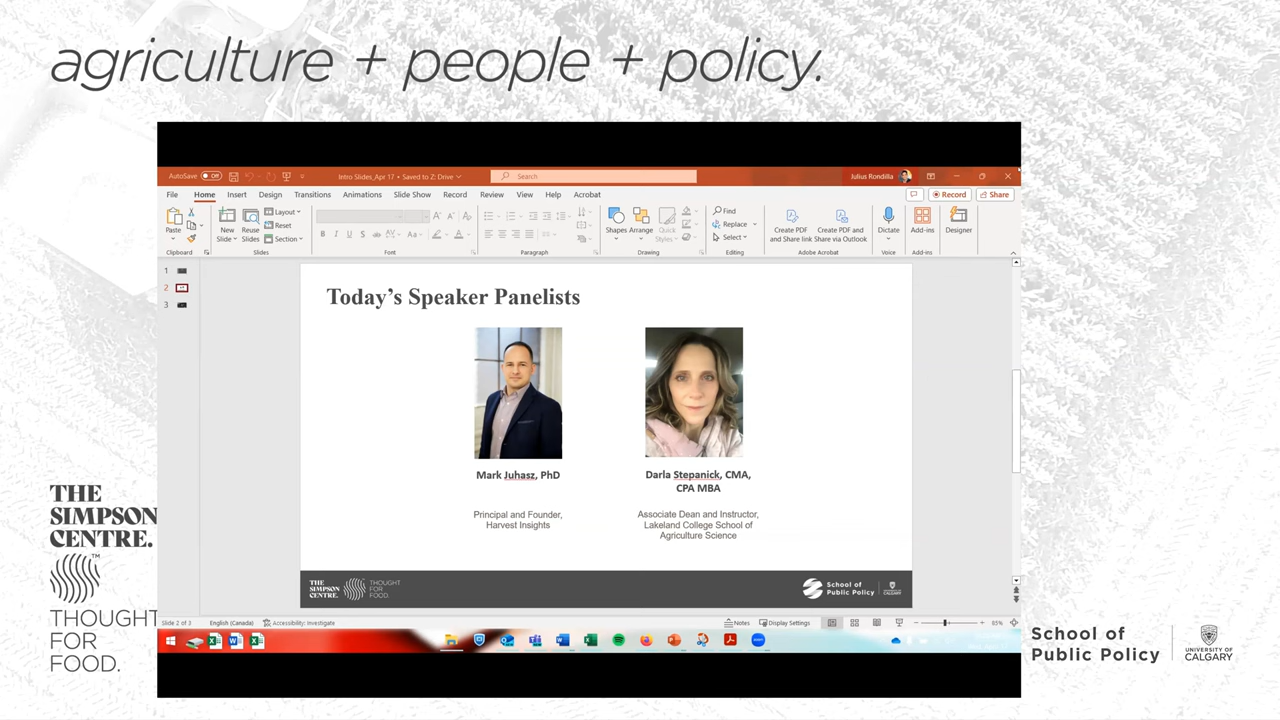 agriculture + people + policy.
AutoSave Off
Intro Slides_Apr 17 • Saved to Z: Drive
Search
Julius Rondilla
File Home Insert Design Transitions Animations Slide Show Record Review View Help Acrobat
Record
Share
Paste
New
Slide
Reuse
Slides
Layout
Reset
Section
Shapes
Arrange
Quick
Styles
Find
Replace
Select
Create PDF
and Share link
Create PDF and
Share via Outlook
Dictate
Add-ins
Designer
Clipboard
Slides
Font
Paragraph
Drawing
Editing
Adobe Acrobat
Voice
Add-ins
1
2
3
Today's Speaker Panelists
Mark Juhasz, PhD
Principal and Founder,
Harvest Insights
Darla Stepanick, CMA,
CPA MBA
Associate Dean and Instructor,
Lakeland College School of
Agriculture Science
THE
SIMPSON
CENTRE.
THOUGHT
FOR
FOOD.
School of
Public Policy
Slide 2 of 3
English (Canada)
Accessibility: Investigate
Notes
Display Settings
65%
THE
SIMPSON
CENTRE.
THOUGHT
FOR
FOOD.
School of
Public Policy
UNIVERSITY OF
CALGARY